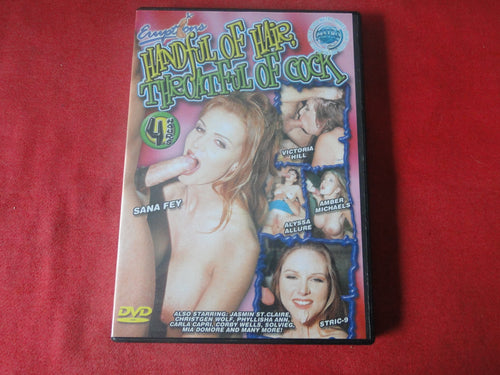 Eruptions
HANDFUL OF HAIR
THROATFUL OF COCK
4
VICTORIA
HILL
SANA FEY
AMBER
MICHAELS
ALYSSA
ALLURE
STRIC-9
DVD
ALSO STARRING: JASMIN ST.CLAIRE,
CHRISTGEN WOLF, PHYLLISHA ANN,
CARLA CAPRI, CORBY WELLS, SOLVIEG,
MIA DOMORE AND MANY MORE!